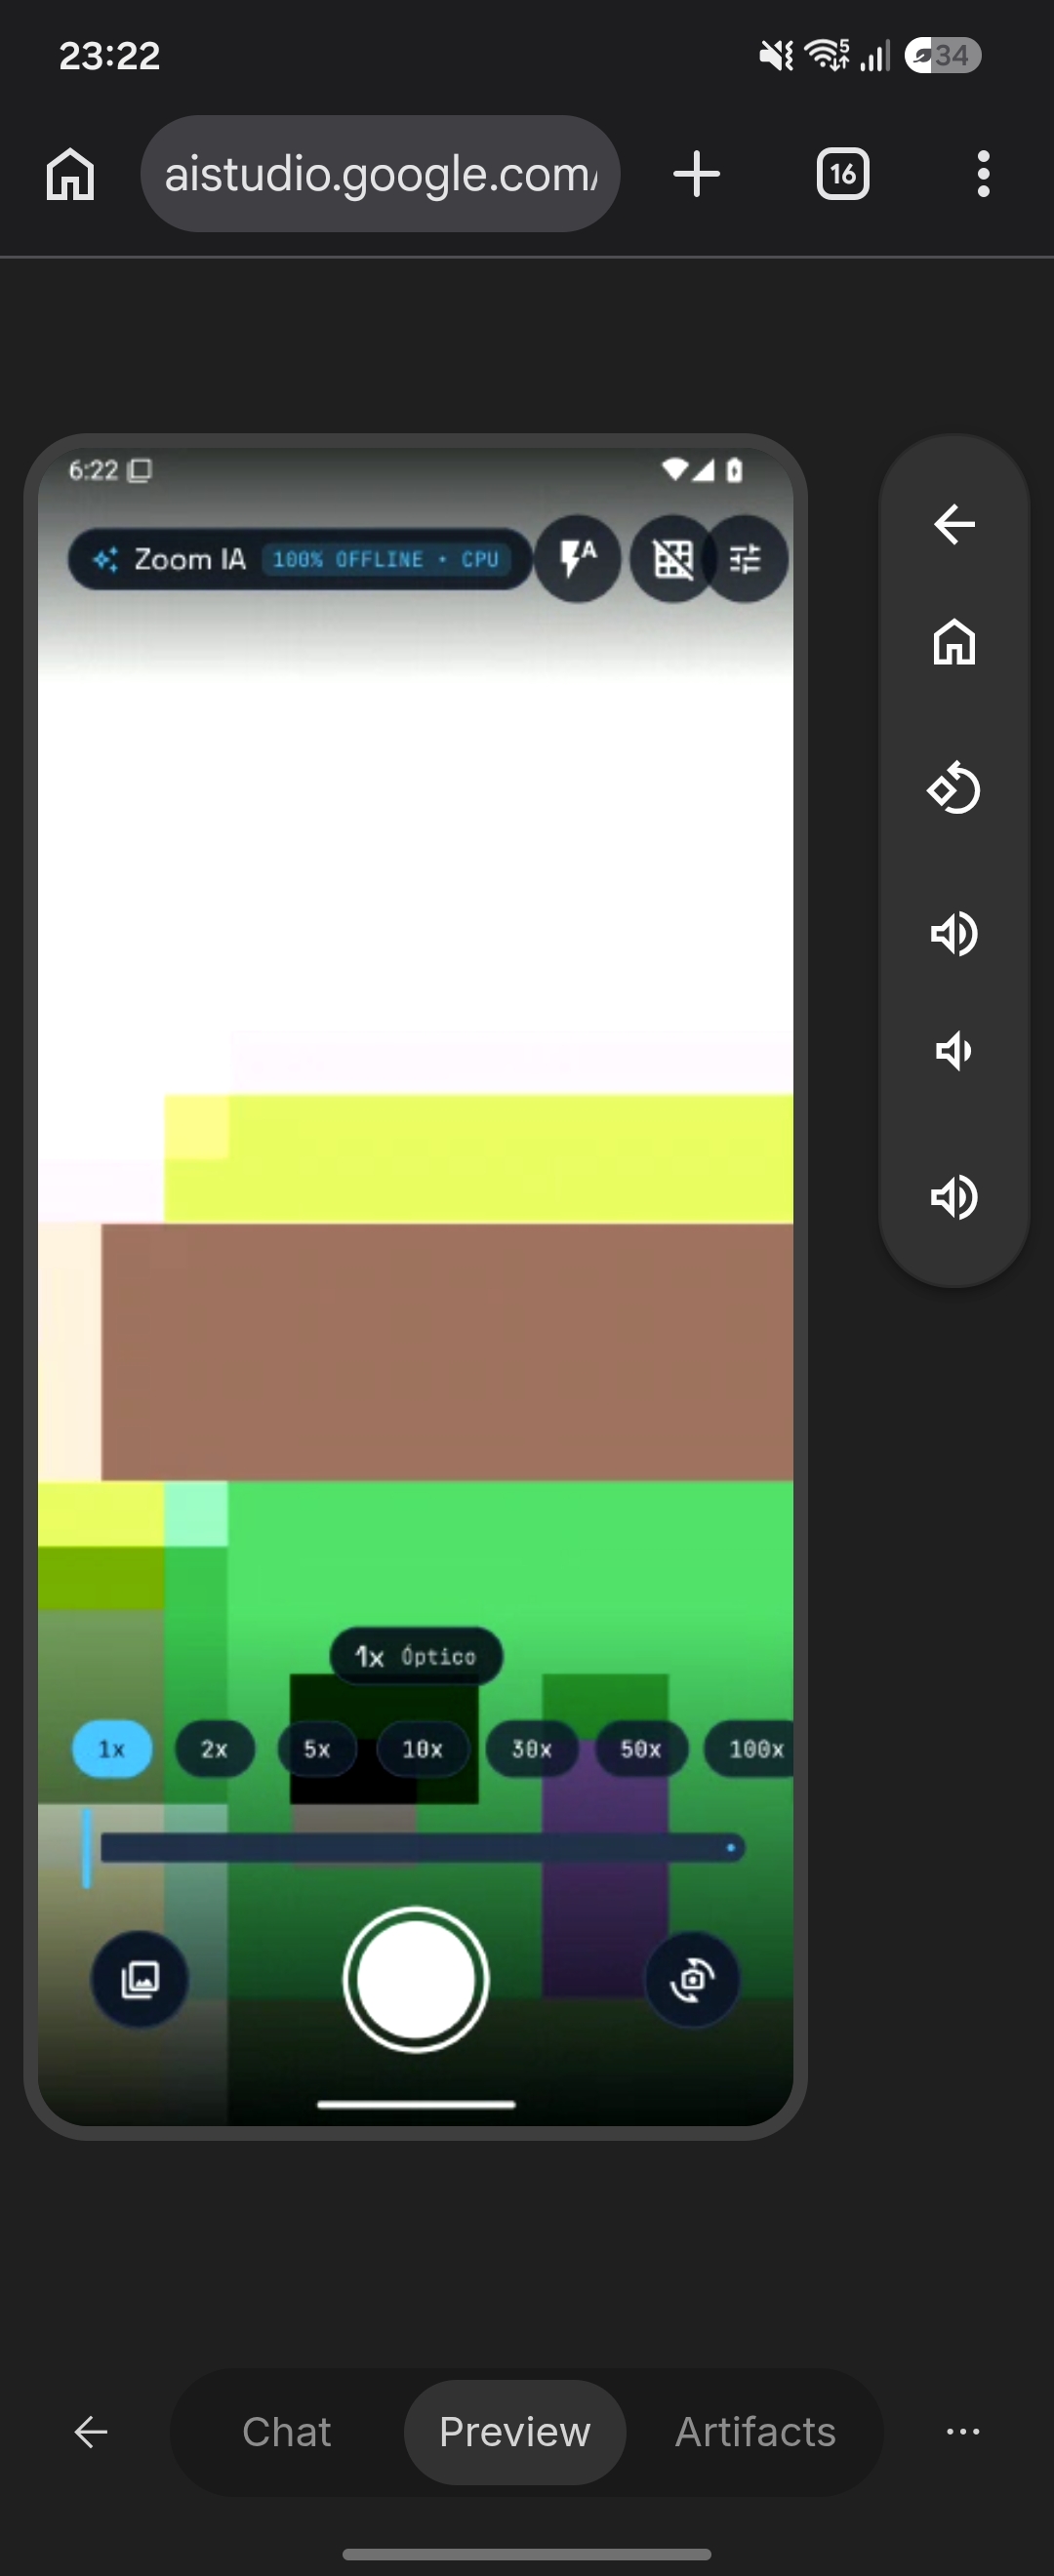 23:22
5
34
aistudio.google.com/
16
6:22
Zoom IA 100% OFFLINE • CPU
A
1x Óptico
1x 2x 5x 10x 30x 50x 100x
Chat Preview Artifacts